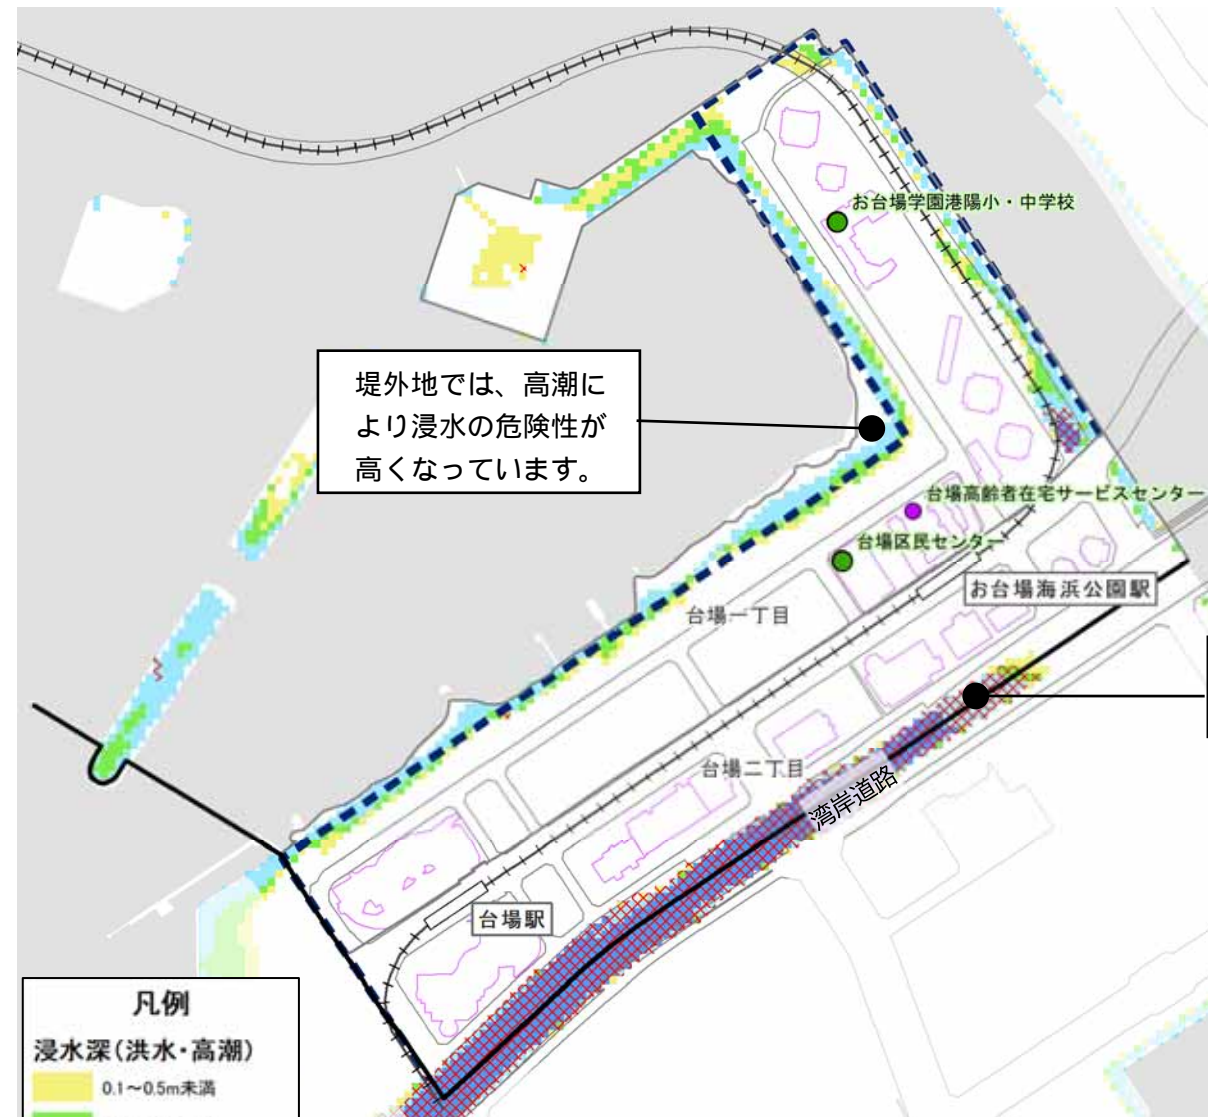 お台場学園港陽小・中学校
堤外地では、高潮に
より浸水の危険性が
高くなっています。
台場高齢者在宅サービスセンター
台場区民センター
お台場海浜公園駅
台場一丁目
台場二丁目
湾岸道路
台場駅
凡例
浸水深(洪水・高潮)
0.1~0.5m未満